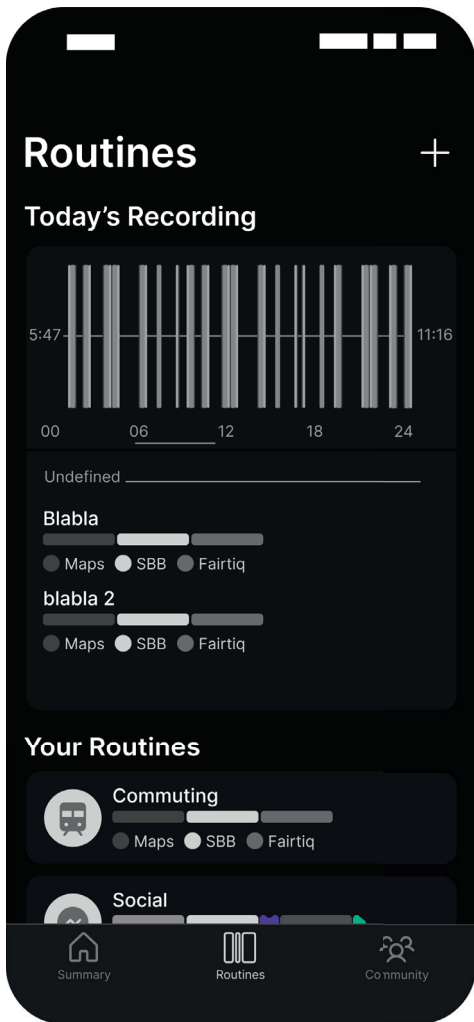 Routines
Today's Recording
5:47 11:16
00 06 12 18 24
Undefined
Blabla
Maps SBB Fairtiq
blabla 2
Maps SBB Fairtiq
Your Routines
Commuting
Maps SBB Fairtiq
Social
Summary Routines Community